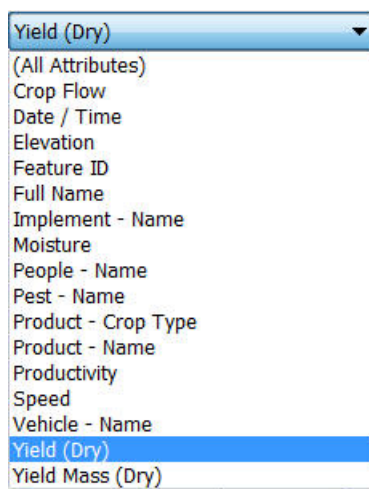 Yield (Dry)
(All Attributes)
Crop Flow
Date / Time
Elevation
Feature ID
Full Name
Implement - Name
Moisture
People - Name
Pest - Name
Product - Crop Type
Product - Name
Productivity
Speed
Vehicle - Name
Yield (Dry)
Yield Mass (Dry)